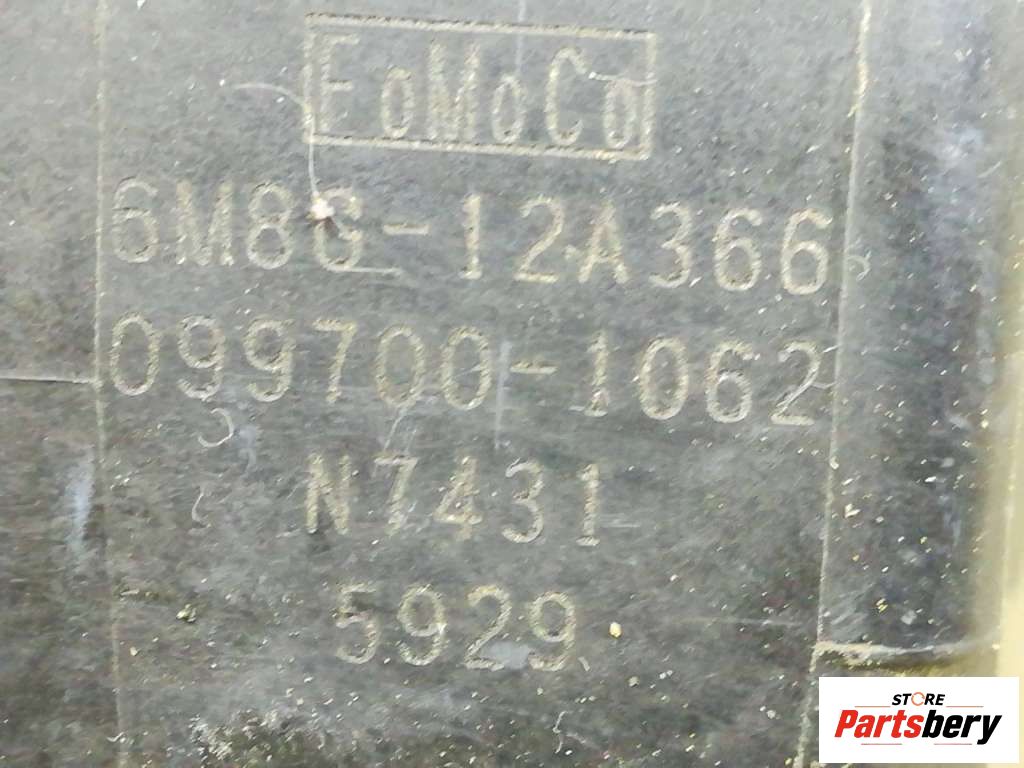 FoMoCo
6M8G-12A366
099700-1062
N7431
5929
STORE
Partsbery